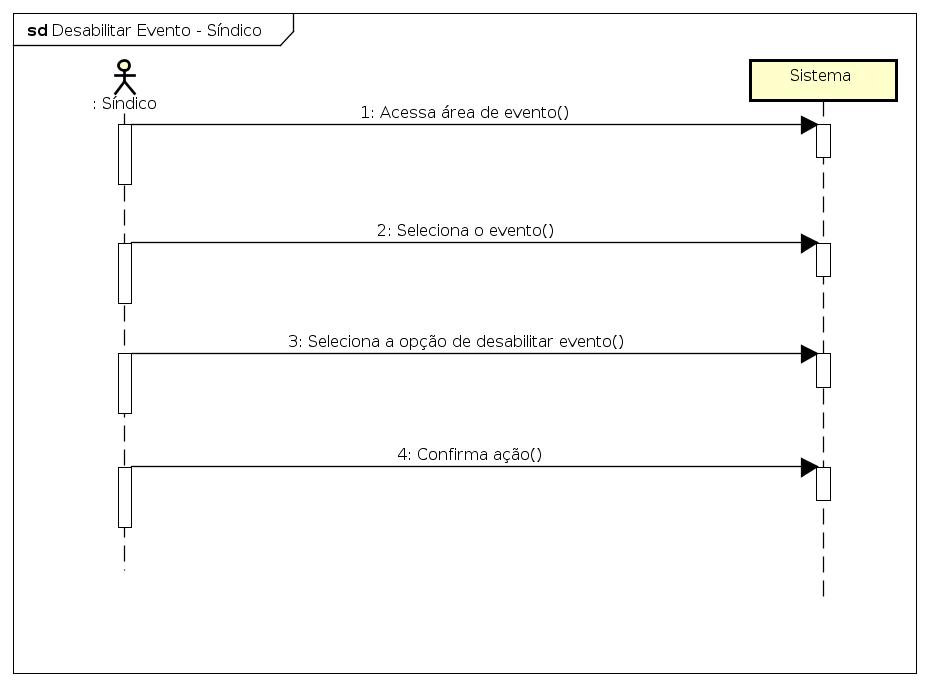 sd Desabilitar Evento - Síndico
: Síndico
Sistema
1: Acessa área de evento()
2: Seleciona o evento()
3: Seleciona a opção de desabilitar evento()
4: Confirma ação()